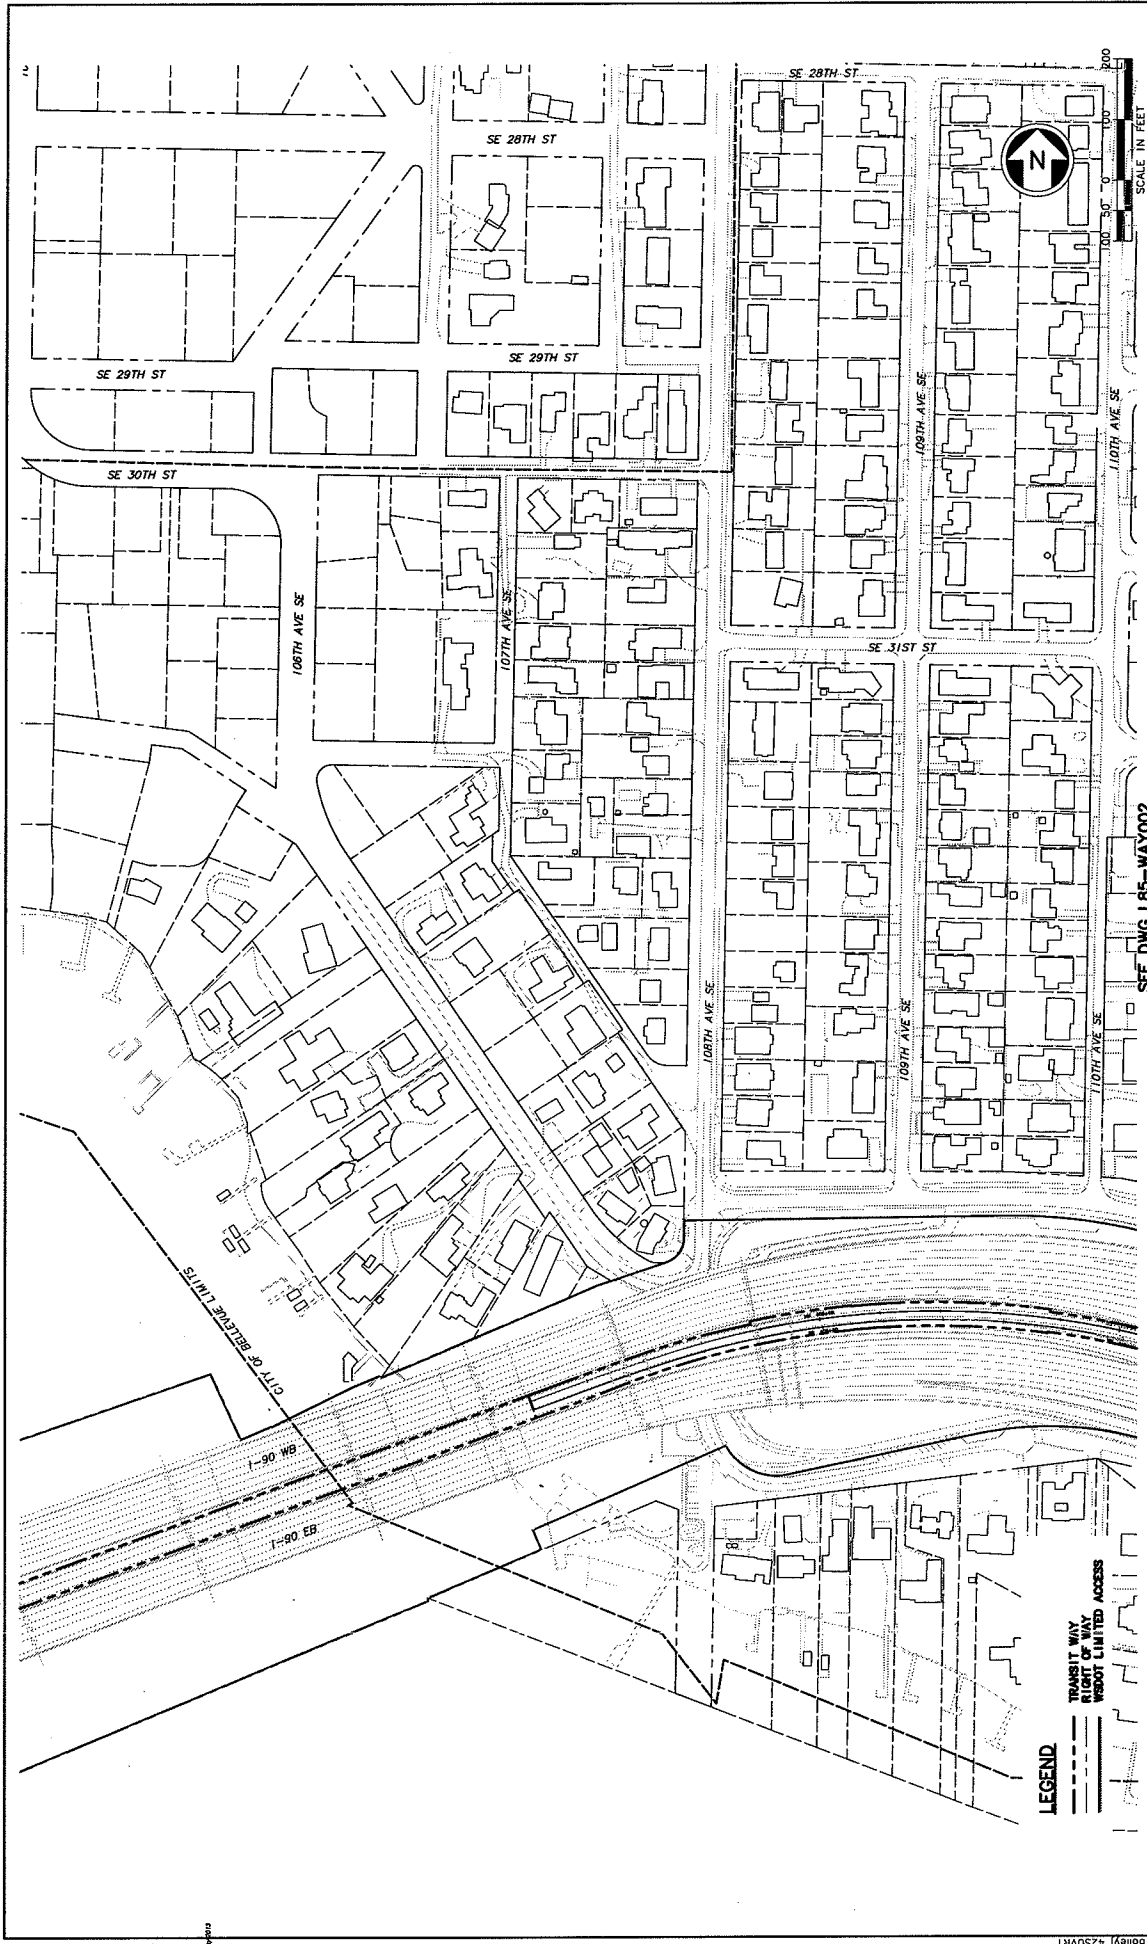 SE 28TH ST
SE 28TH ST
SE 29TH ST
SE 29TH ST
SE 30TH ST
106TH AVE SE
107TH AVE SE
109TH AVE SE
110TH AVE SE
SE 31ST ST
108TH AVE SE
109TH AVE SE
110TH AVE SE
N
100 50 0 100 200
SCALE IN FEET
CITY OF BELLEVUE LIMITS
I-90 WB
I-90 EB
SEE DWG L85-WAY002
LEGEND
TRANSIT WAY
RIGHT OF WAY
WSDOT LIMITED ACCESS